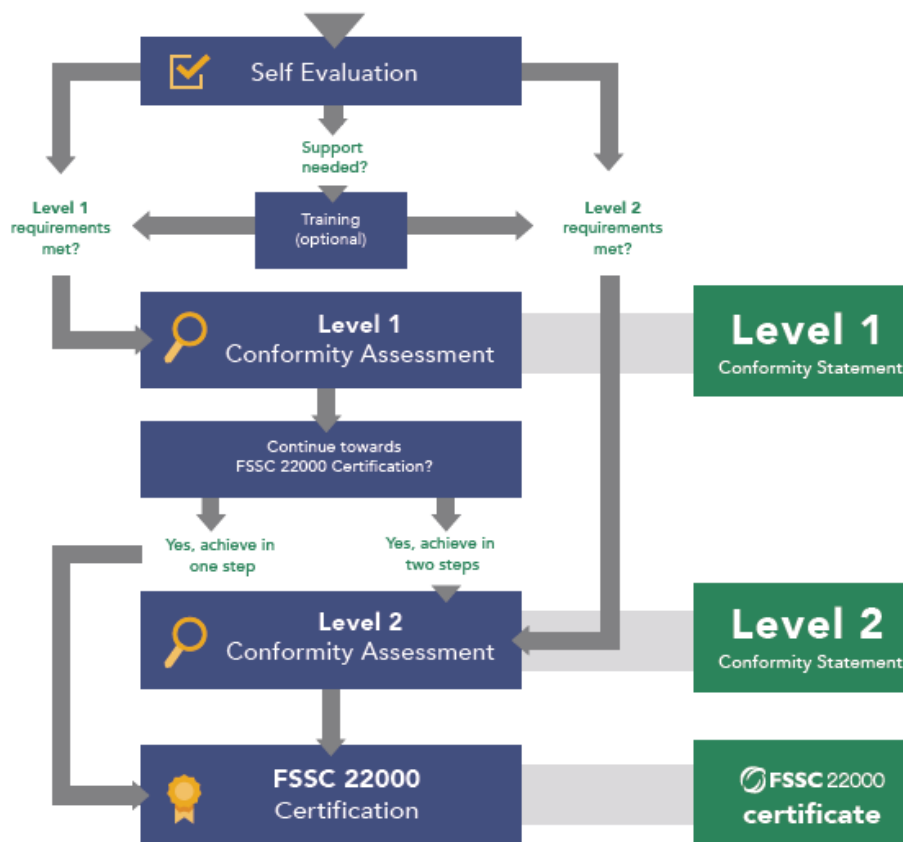 Self Evaluation
Support
needed?
Level 1
requirements
met?
Training
(optional)
Level 2
requirements
met?
Level 1
Conformity Assessment
Level 1
Conformity Statement
Continue towards
FSSC 22000 Certification?
Yes, achieve in
one step
Yes, achieve in
two steps
Level 2
Conformity Assessment
Level 2
Conformity Statement
FSSC 22000
Certification
FSSC 22000
certificate